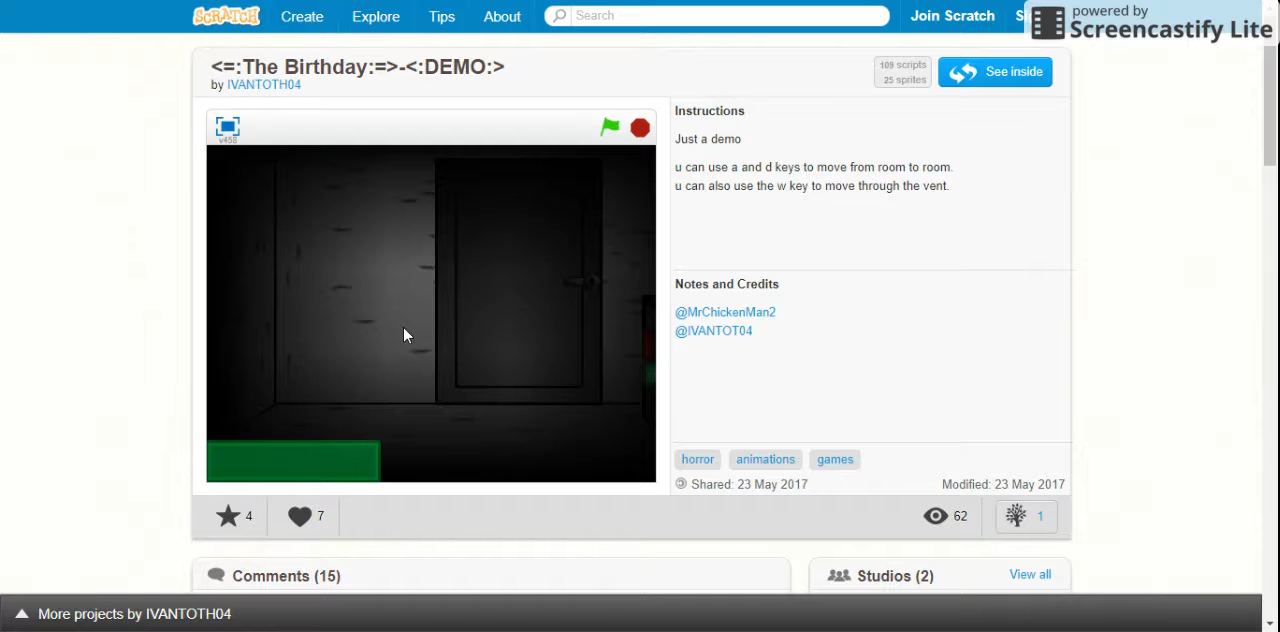 SCRATCH
Create
Explore
Tips
About
Search
Join Scratch
powered by
Screencastify Lite
<=:The Birthday:=>-<:DEMO:>
by IVANTOTH04
109 scripts
25 sprites
See inside
v458
Instructions
Just a demo
u can use a and d keys to move from room to room.
u can also use the w key to move through the vent.
Notes and Credits
@MrChickenMan2
@IVANTOT04
horror
animations
games
Shared: 23 May 2017
Modified: 23 May 2017
4
7
62
1
Comments (15)
Studios (2)
View all
More projects by IVANTOTH04